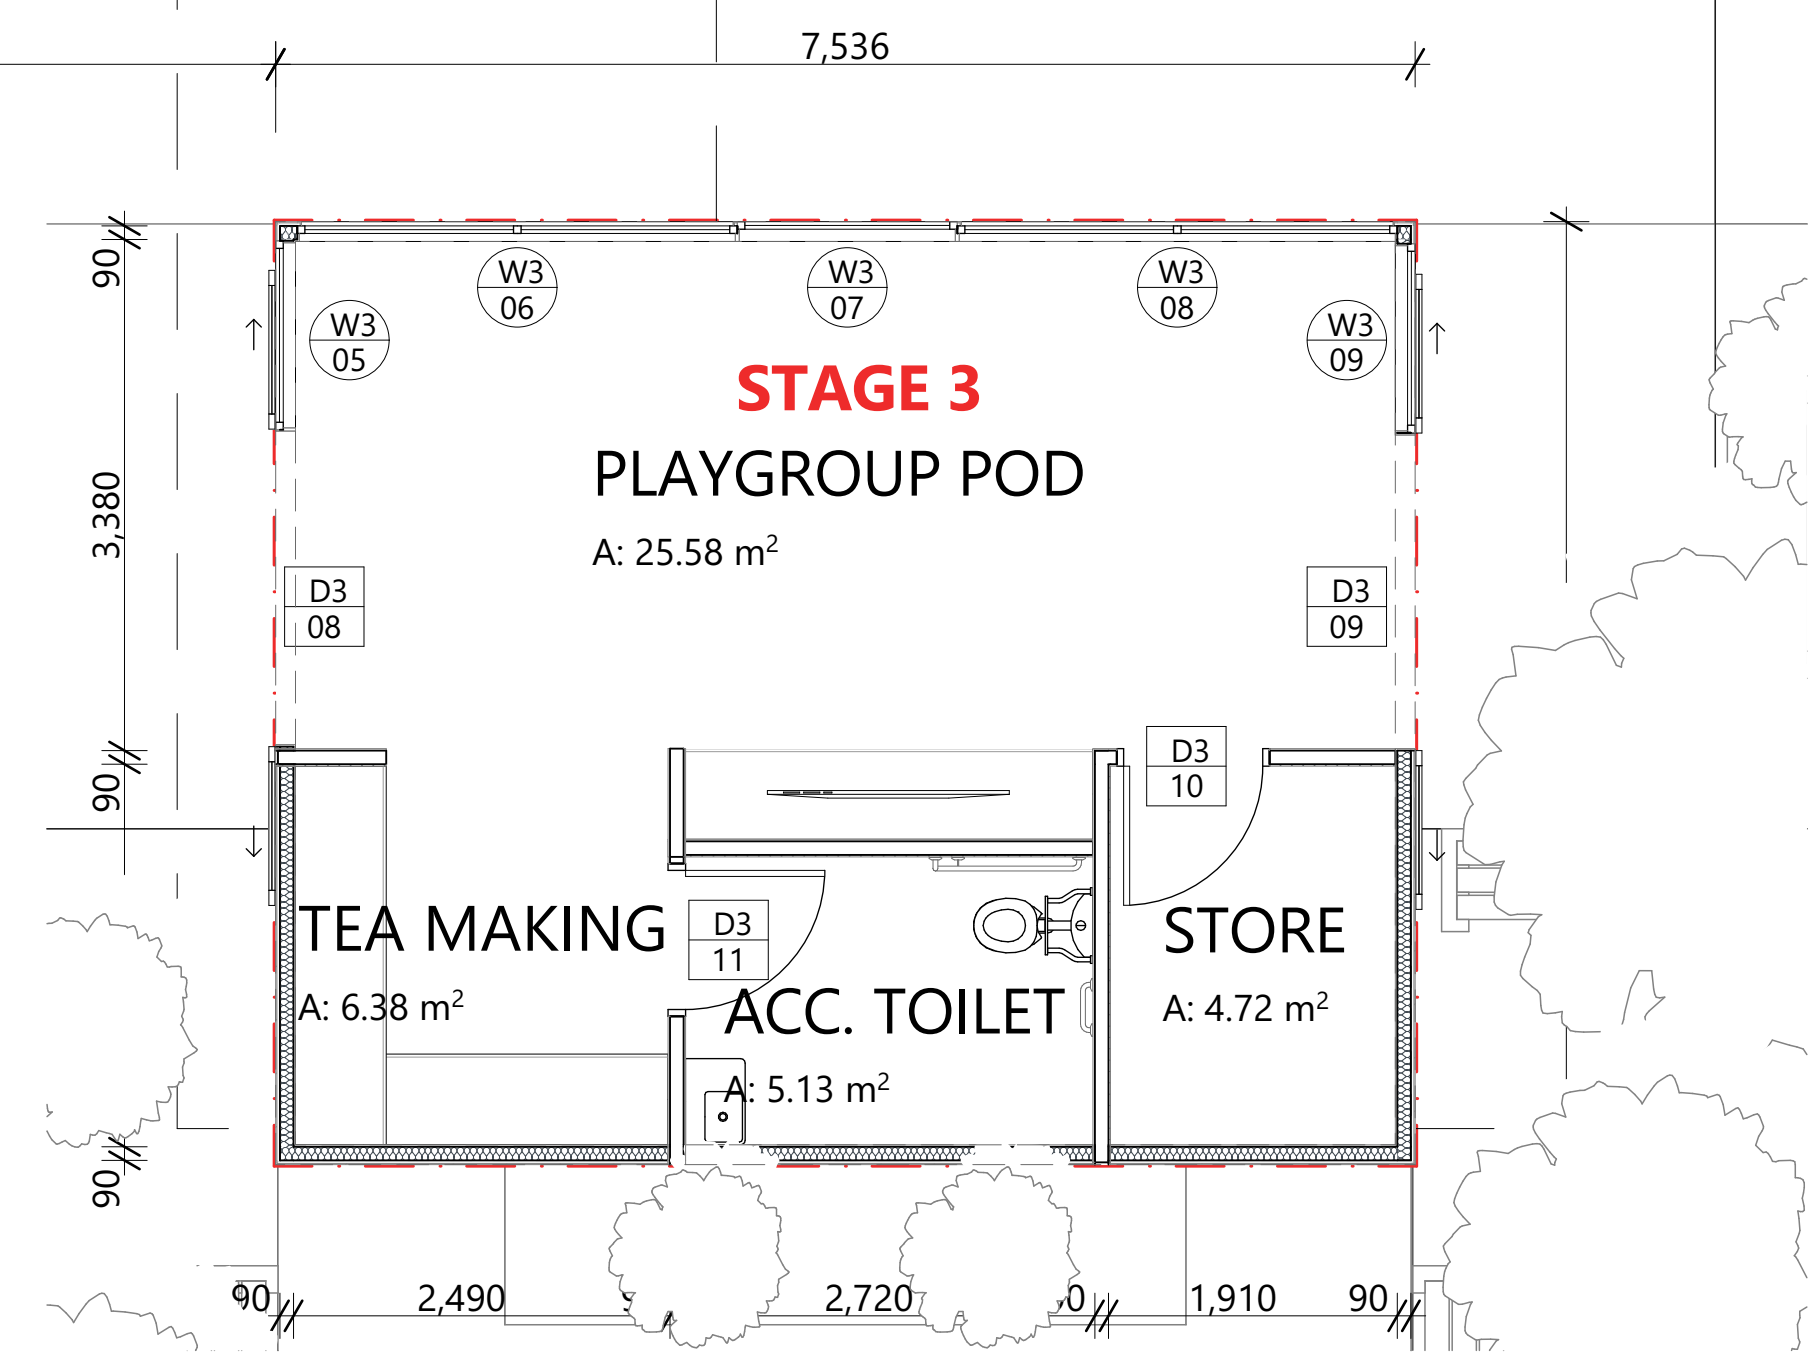 7,536
90
W3
06
W3
07
W3
08
W3
05
W3
09
STAGE 3
PLAYGROUP POD
A: 25.58 m²
3,380
D3
08
D3
09
D3
10
90
TEA MAKING
A: 6.38 m²
D3
11
ACC. TOILET
A: 5.13 m²
STORE
A: 4.72 m²
90
90
2,490
2,720
1,910
90